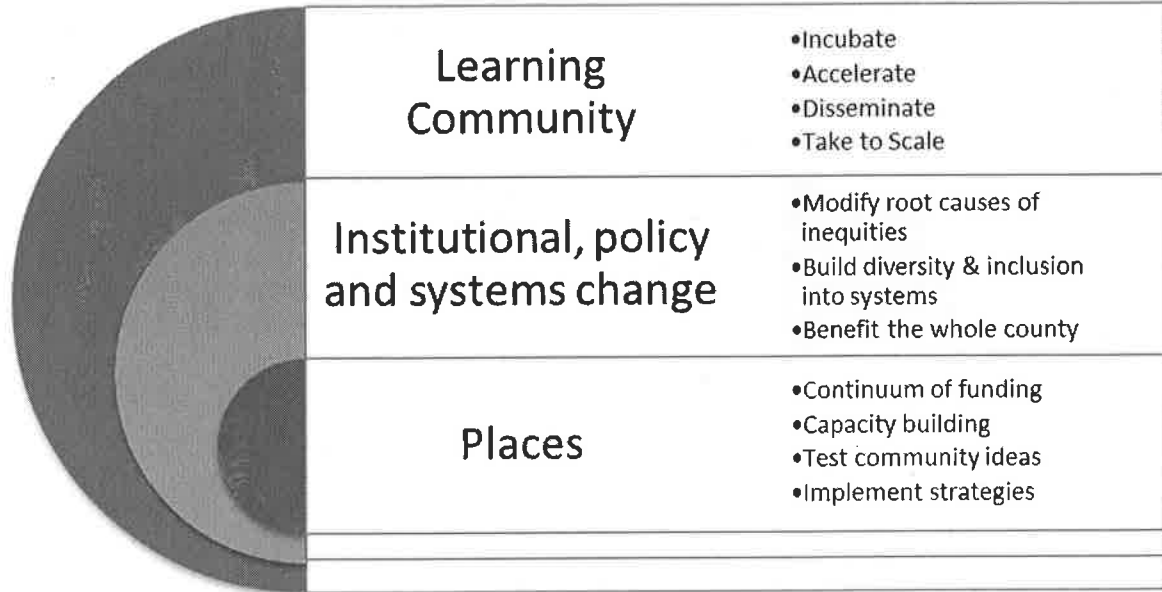 Learning
Community
•Incubate
•Accelerate
•Disseminate
•Take to Scale
Institutional, policy
and systems change
•Modify root causes of
inequities
•Build diversity & inclusion
into systems
•Benefit the whole county
Places
•Continuum of funding
•Capacity building
•Test community ideas
•Implement strategies